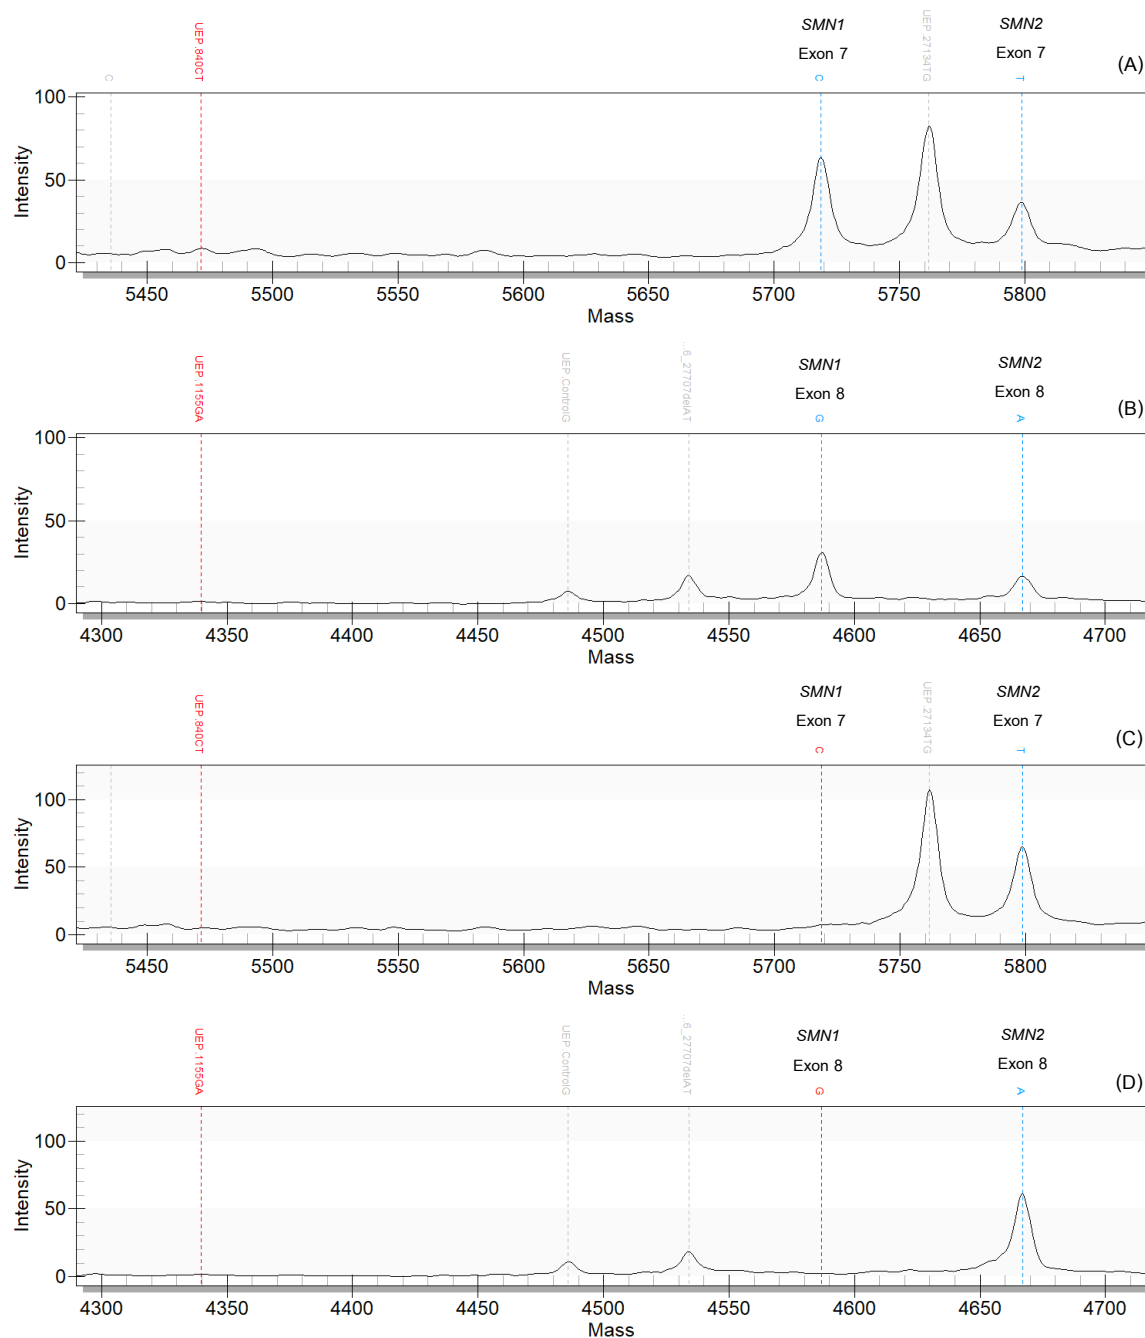 SMN1
SMN2
Exon 7
Exon 7
(A)
C
UEP.840CT
C
UEP.27134TG
T
100
50
0
Intensity
5450 5500 5550 5600 5650 5700 5750 5800
Mass
SMN1
SMN2
Exon 8
Exon 8
(B)
UEP.1155GA
UEP.ControlG
...6_27707delAT
G
A
100
50
0
Intensity
4300 4350 4400 4450 4500 4550 4600 4650 4700
Mass
SMN1
SMN2
Exon 7
Exon 7
(C)
UEP.840CT
C
UEP.27134TG
T
100
50
0
Intensity
5450 5500 5550 5600 5650 5700 5750 5800
Mass
SMN1
SMN2
Exon 8
Exon 8
(D)
UEP.1155GA
UEP.ControlG
...6_27707delAT
G
A
100
50
0
Intensity
4300 4350 4400 4450 4500 4550 4600 4650 4700
Mass